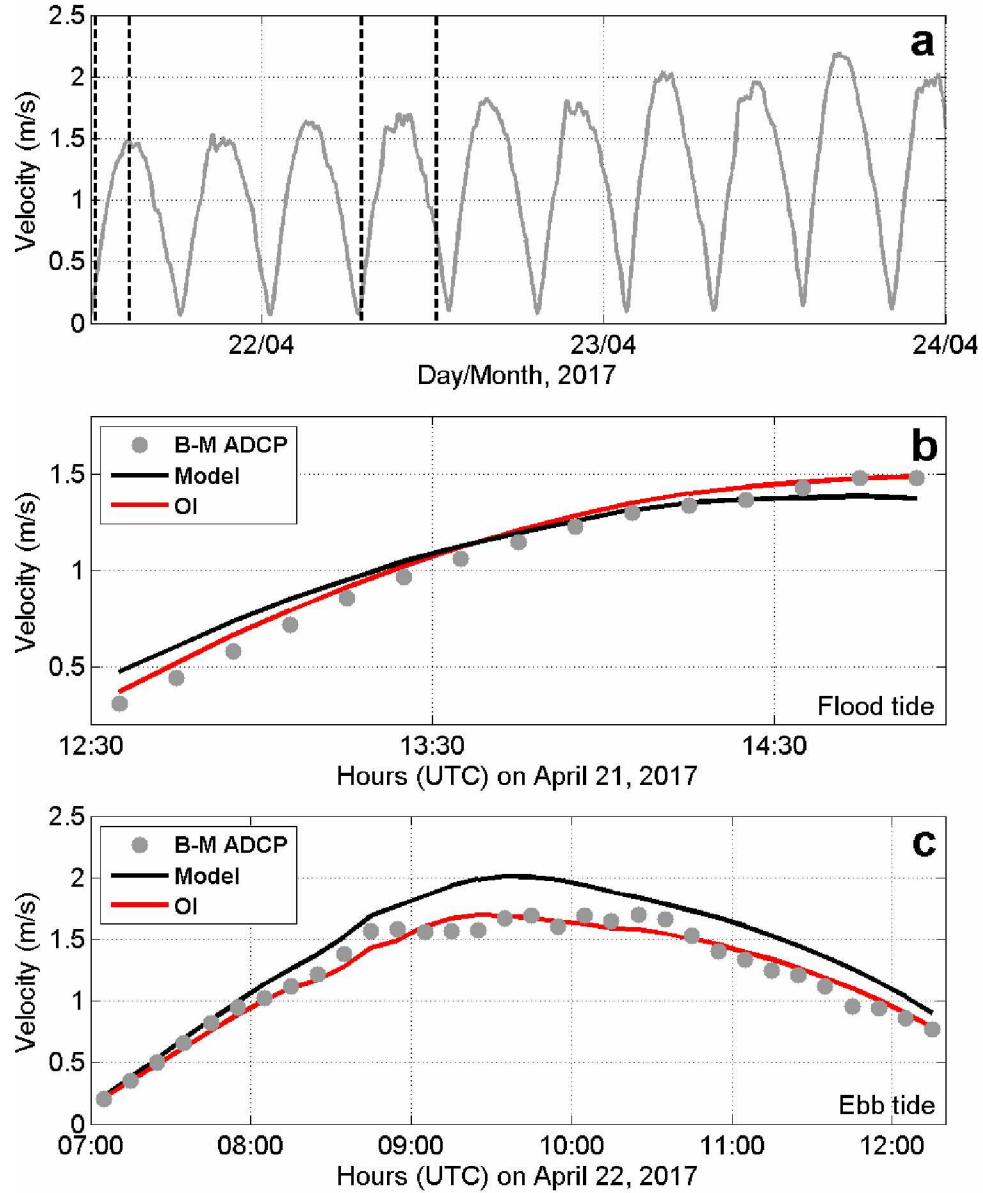 a
2.5
2
1.5
1
0.5
0
Velocity (m/s)
22/04
23/04
24/04
Day/Month, 2017
b
B-M ADCP
Model
OI
1.5
1
0.5
Velocity (m/s)
Flood tide
12:30
13:30
14:30
Hours (UTC) on April 21, 2017
c
B-M ADCP
Model
OI
2.5
2
1.5
1
0.5
0
Velocity (m/s)
Ebb tide
07:00
08:00
09:00
10:00
11:00
12:00
Hours (UTC) on April 22, 2017